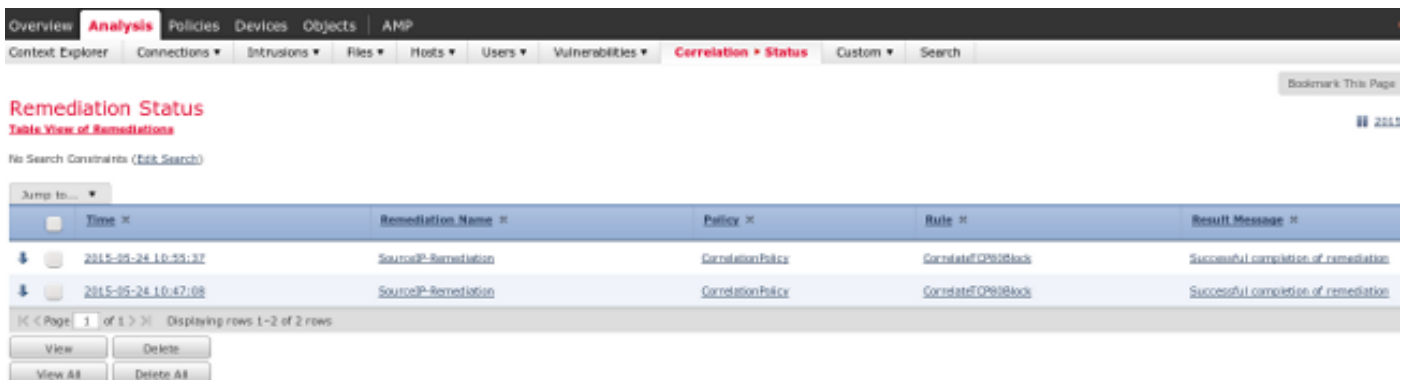 Overview Analysis Policies Devices Objects AMP
Context Explorer Connections ▾ Intrusions ▾ Files ▾ Hosts ▾ Users ▾ Vulnerabilities ▾ Correlation ▸ Status Custom ▾ Search
Bookmark This Page
Remediation Status
Table View of Remediations
2015
No Search Constraints (Edit Search)
Jump to... ▾
Time × Remediation Name × Policy × Rule × Result Message ×
2015-05-24 10:55:37 SourceIP-Remediation CorrelationPolicy CorrelateTCP80Block Successful completion of remediation
2015-05-24 10:47:08 SourceIP-Remediation CorrelationPolicy CorrelateTCP80Block Successful completion of remediation
|< < Page 1 of 1 > >| Displaying rows 1–2 of 2 rows
View Delete
View All Delete All